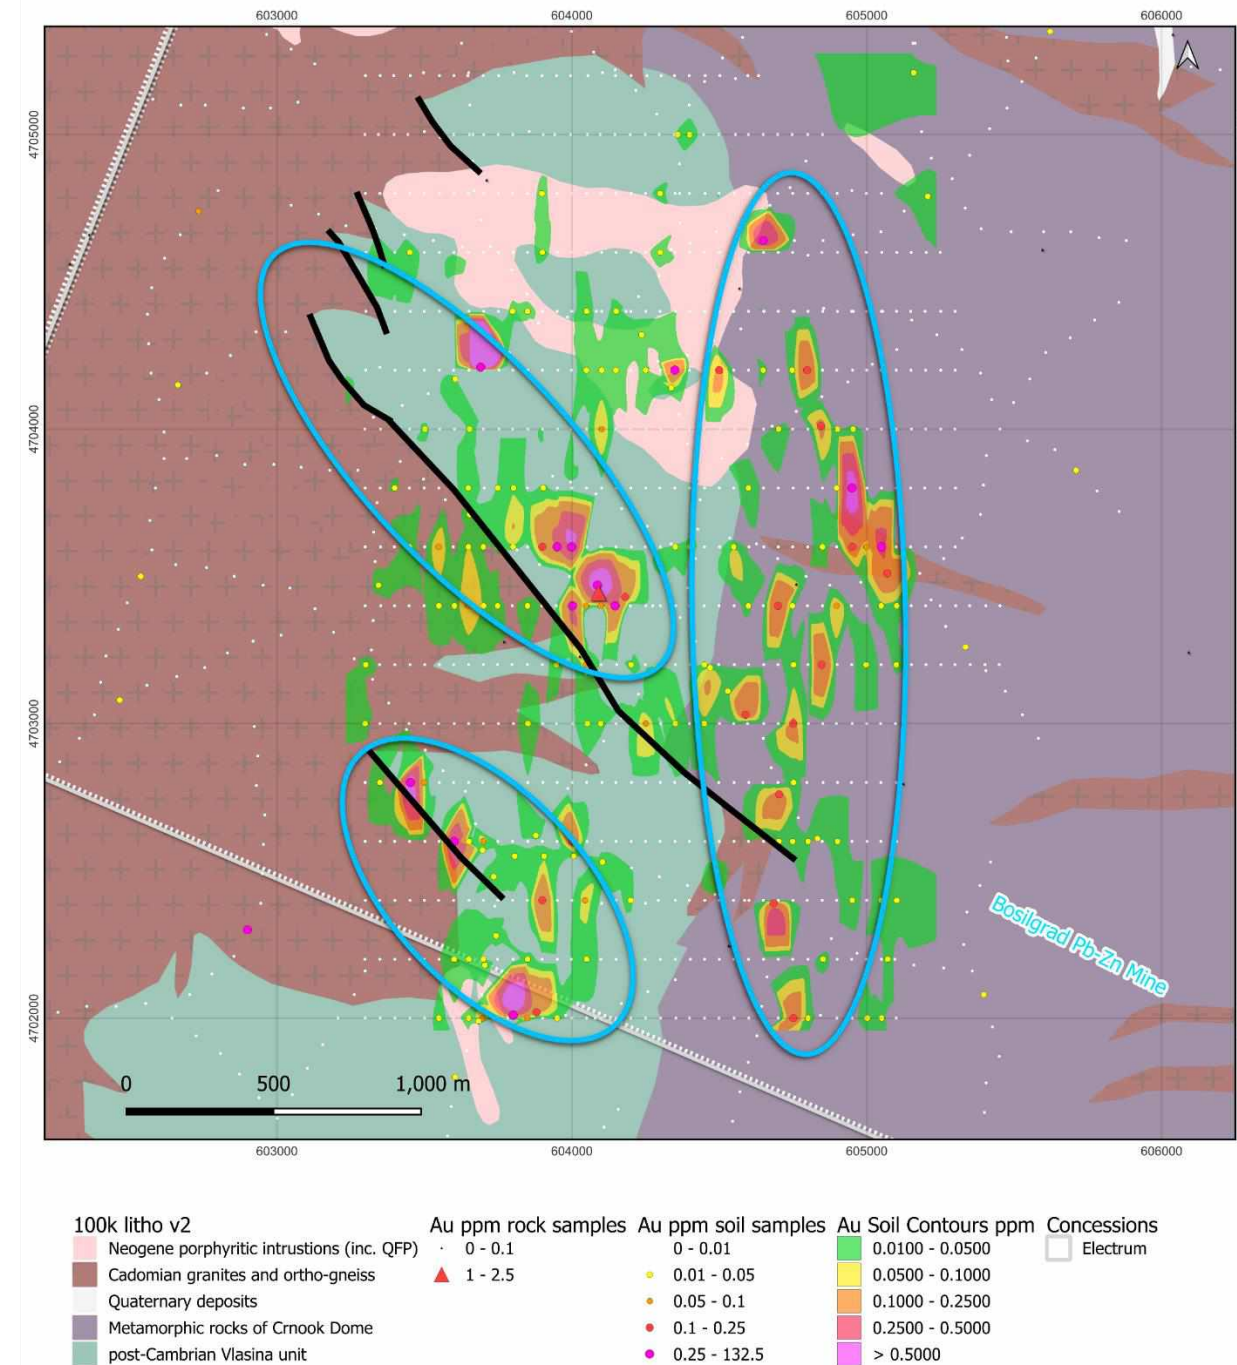 603000 604000 605000 606000
4705000
4704000
4703000
4702000
Bosilgrad Pb-Zn Mine
0 500 1,000 m
603000 604000 605000 606000
100k litho v2
Neogene porphyritic intrustions (inc. QFP)
Cadomian granites and ortho-gneiss
Quaternary deposits
Metamorphic rocks of Crnook Dome
post-Cambrian Vlasina unit
Au ppm rock samples
0 - 0.1
1 - 2.5
Au ppm soil samples
0 - 0.01
0.01 - 0.05
0.05 - 0.1
0.1 - 0.25
0.25 - 132.5
Au Soil Contours ppm
0.0100 - 0.0500
0.0500 - 0.1000
0.1000 - 0.2500
0.2500 - 0.5000
> 0.5000
Concessions
Electrum